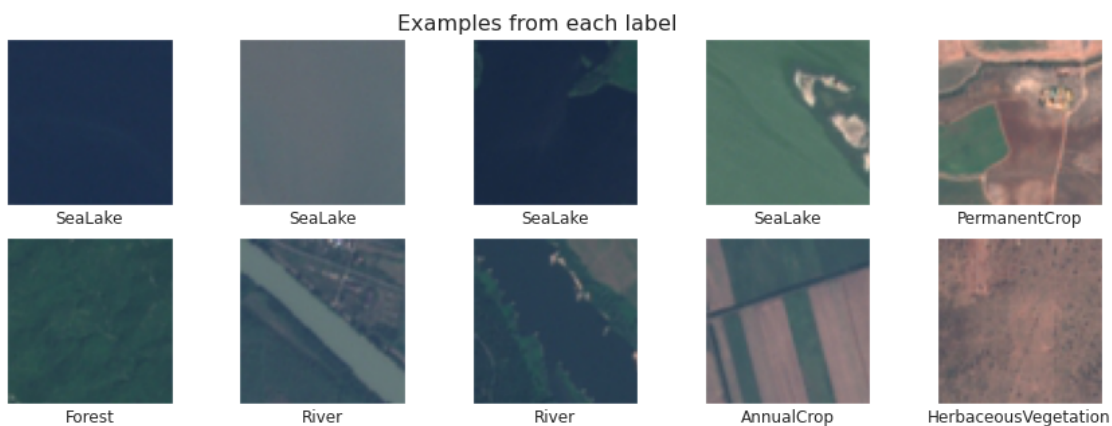 Examples from each label
SeaLake
SeaLake
SeaLake
SeaLake
PermanentCrop
Forest
River
River
AnnualCrop
HerbaceousVegetation